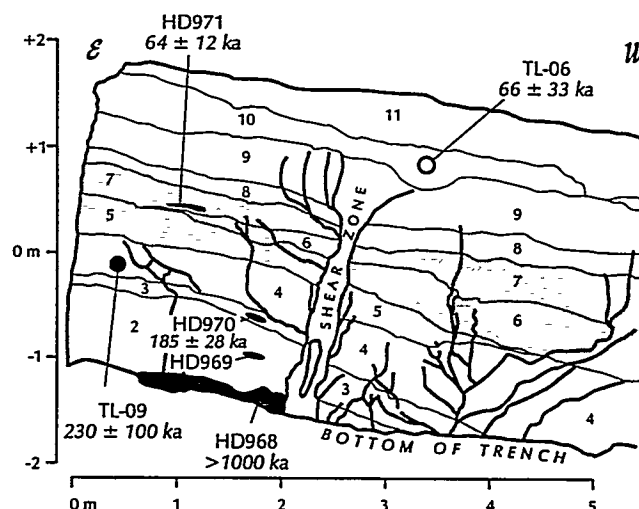 HD971
64 ± 12 ka
+2
ε
W
TL-06
66 ± 33 ka
10
11
+1
9
7
8
9
5
6
8
0 m
SHEAR ZONE
7
4
5
6
3
HD970
185 ± 28 ka
2
HD969
4
-1
3
4
TL-09
230 ± 100 ka
HD968
>1000 ka
BOTTOM OF TRENCH
-2
0 m
1
2
3
4
5